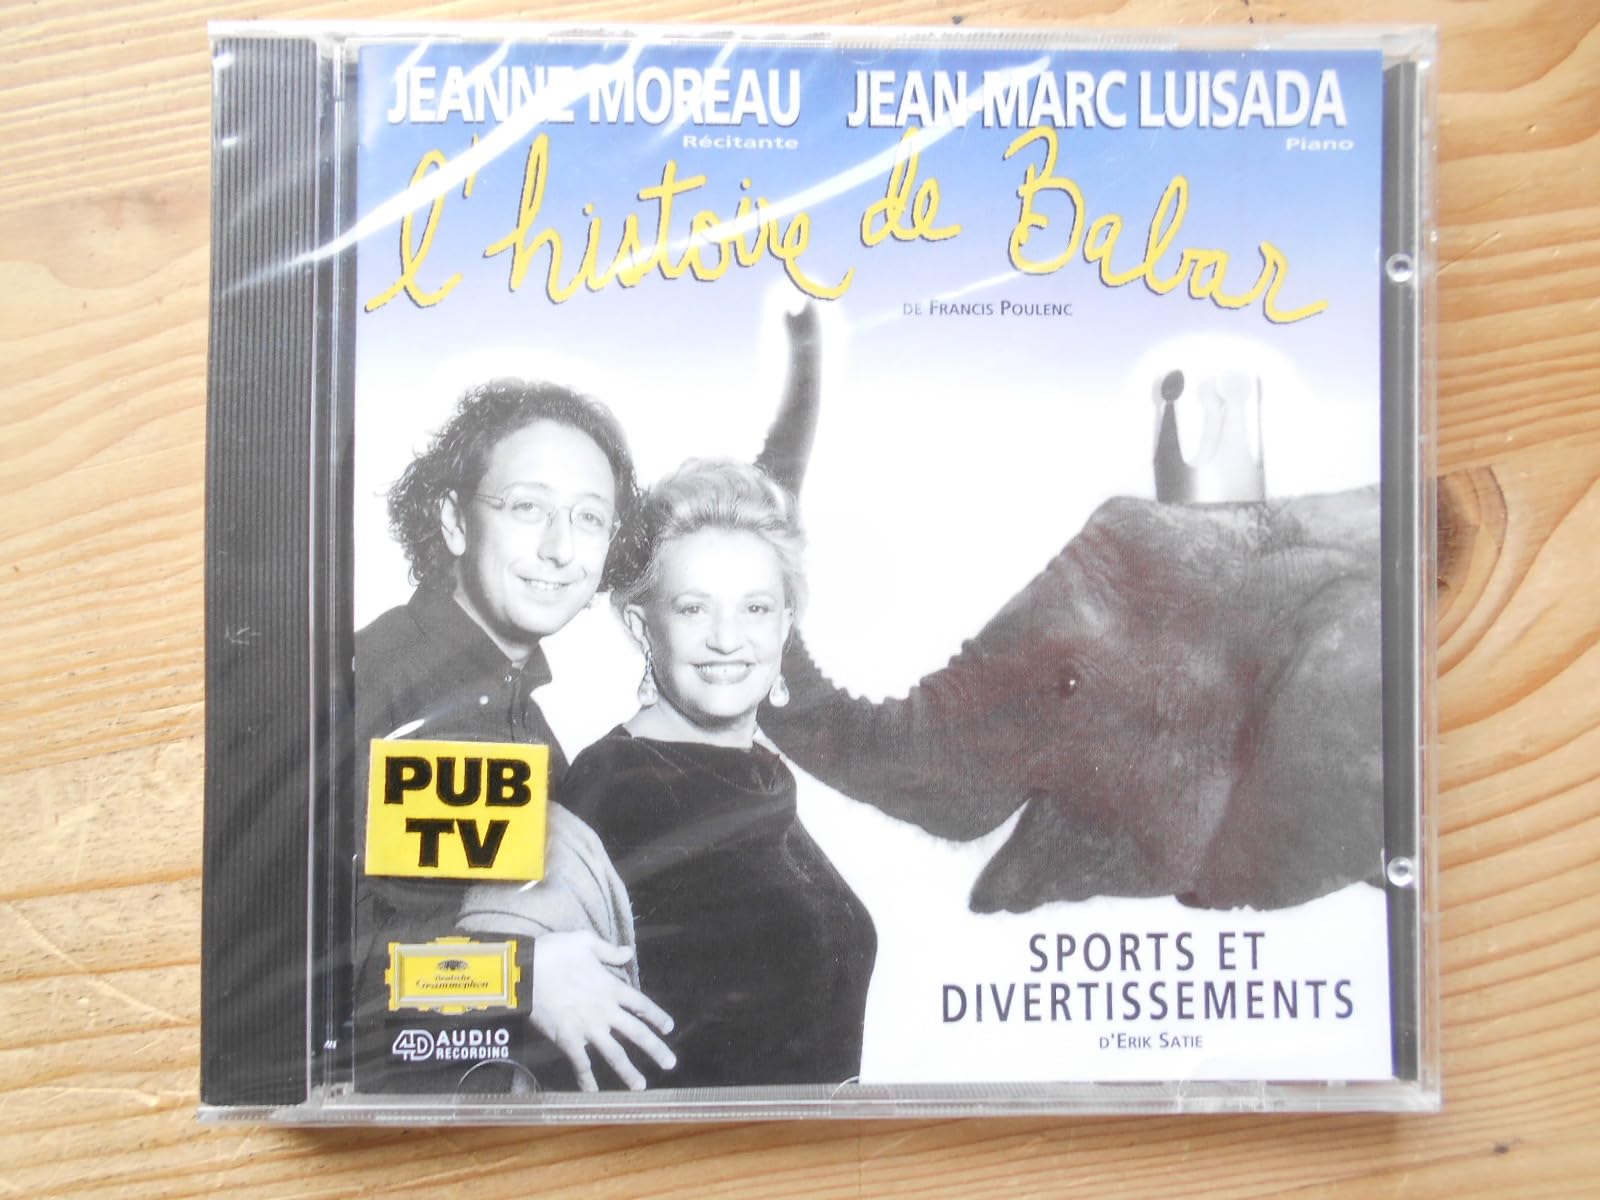 JEANNE MOREAU JEAN-MARC LUISADA
Récitante Piano
l'histoire de Babar
DE FRANCIS POULENC
PUB
TV
Deutsche
Grammophon
4D AUDIO
RECORDING
SPORTS ET
DIVERTISSEMENTS
D'ERIK SATIE